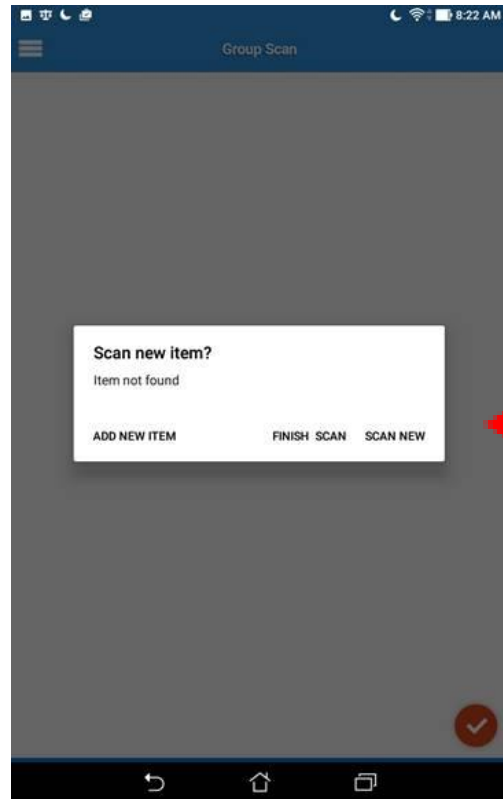 8:22 AM
Group Scan
Scan new item?
Item not found
ADD NEW ITEM FINISH SCAN SCAN NEW